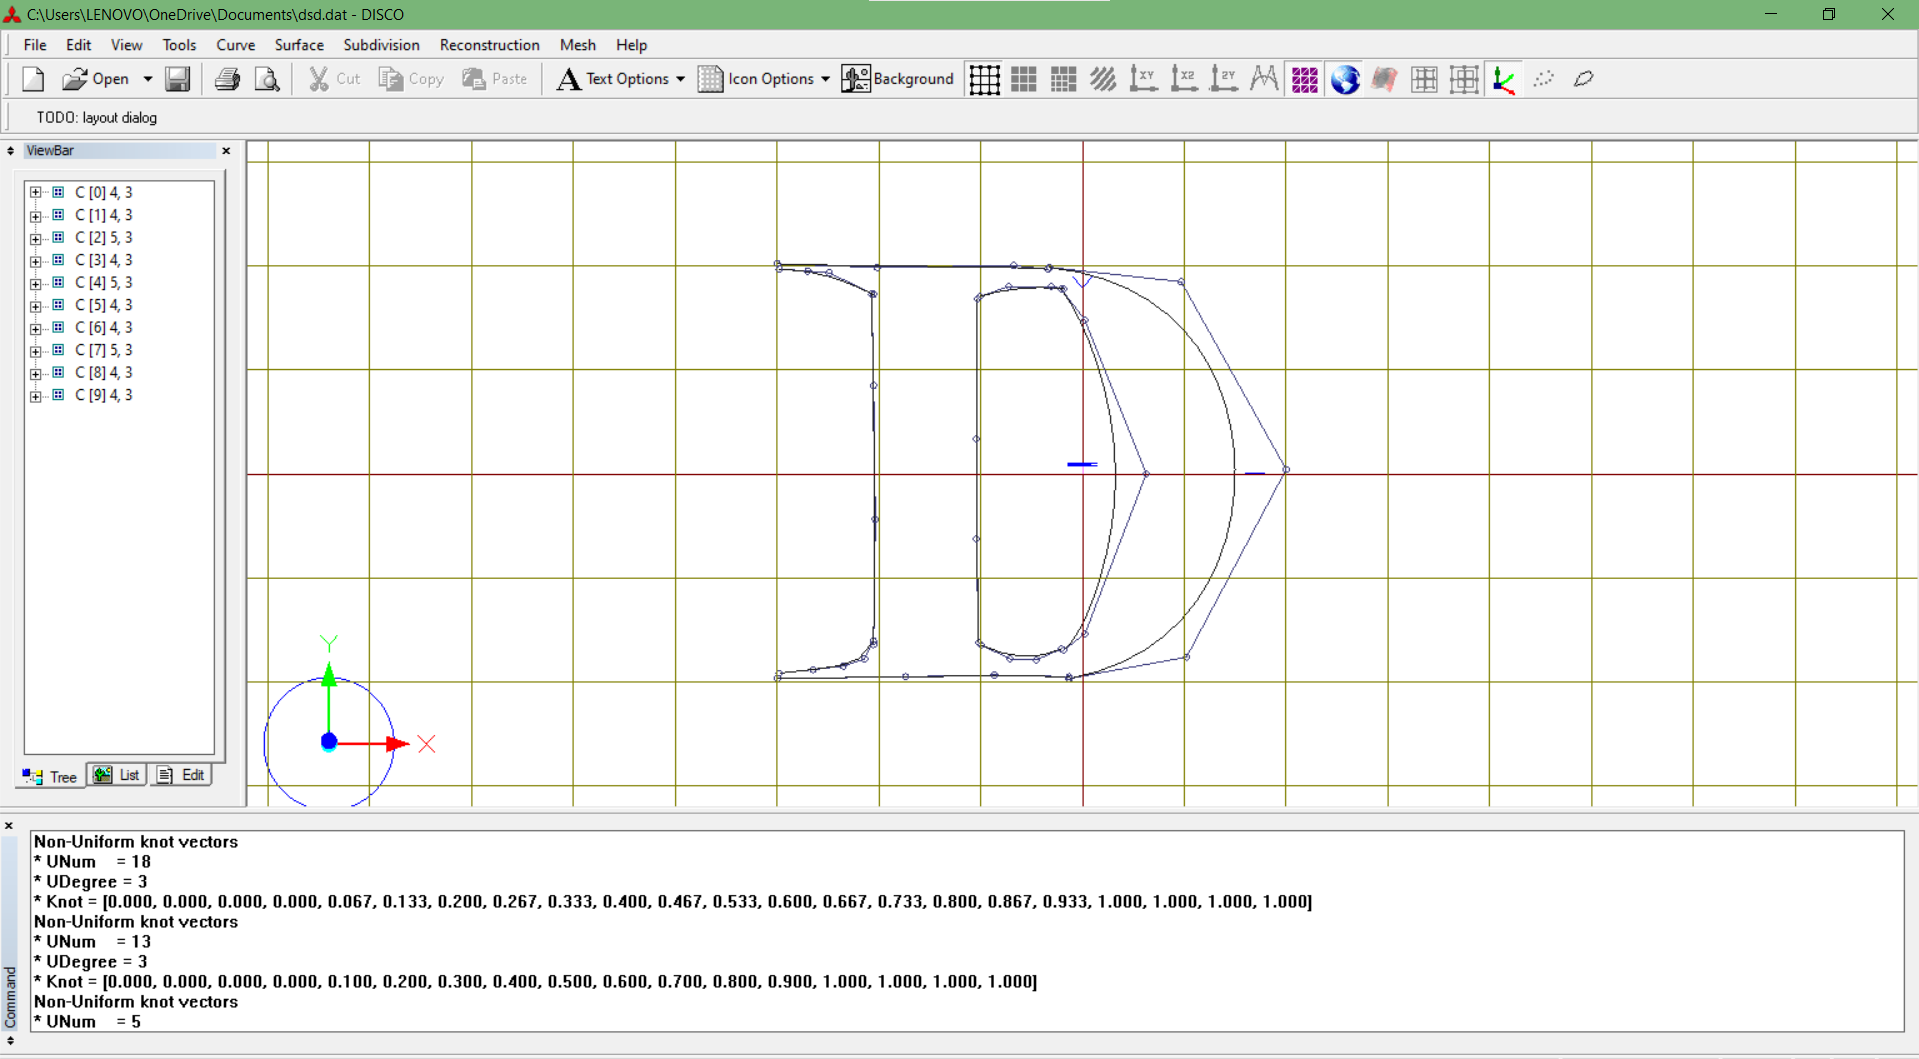 C:\Users\LENOVO\OneDrive\Documents\dsd.dat - DISCO
File Edit View Tools Curve Surface Subdivision Reconstruction Mesh Help
Open Cut Copy Paste Text Options Icon Options Background XY XZ ZY
TODO: layout dialog
ViewBar
C [0] 4, 3
C [1] 4, 3
C [2] 5, 3
C [3] 4, 3
C [4] 5, 3
C [5] 4, 3
C [6] 4, 3
C [7] 5, 3
C [8] 4, 3
C [9] 4, 3
Y
X
Tree List Edit
Command
Non-Uniform knot vectors
* UNum = 18
* UDegree = 3
* Knot = [0.000, 0.000, 0.000, 0.000, 0.067, 0.133, 0.200, 0.267, 0.333, 0.400, 0.467, 0.533, 0.600, 0.667, 0.733, 0.800, 0.867, 0.933, 1.000, 1.000, 1.000, 1.000]
Non-Uniform knot vectors
* UNum = 13
* UDegree = 3
* Knot = [0.000, 0.000, 0.000, 0.000, 0.100, 0.200, 0.300, 0.400, 0.500, 0.600, 0.700, 0.800, 0.900, 1.000, 1.000, 1.000, 1.000]
Non-Uniform knot vectors
* UNum = 5